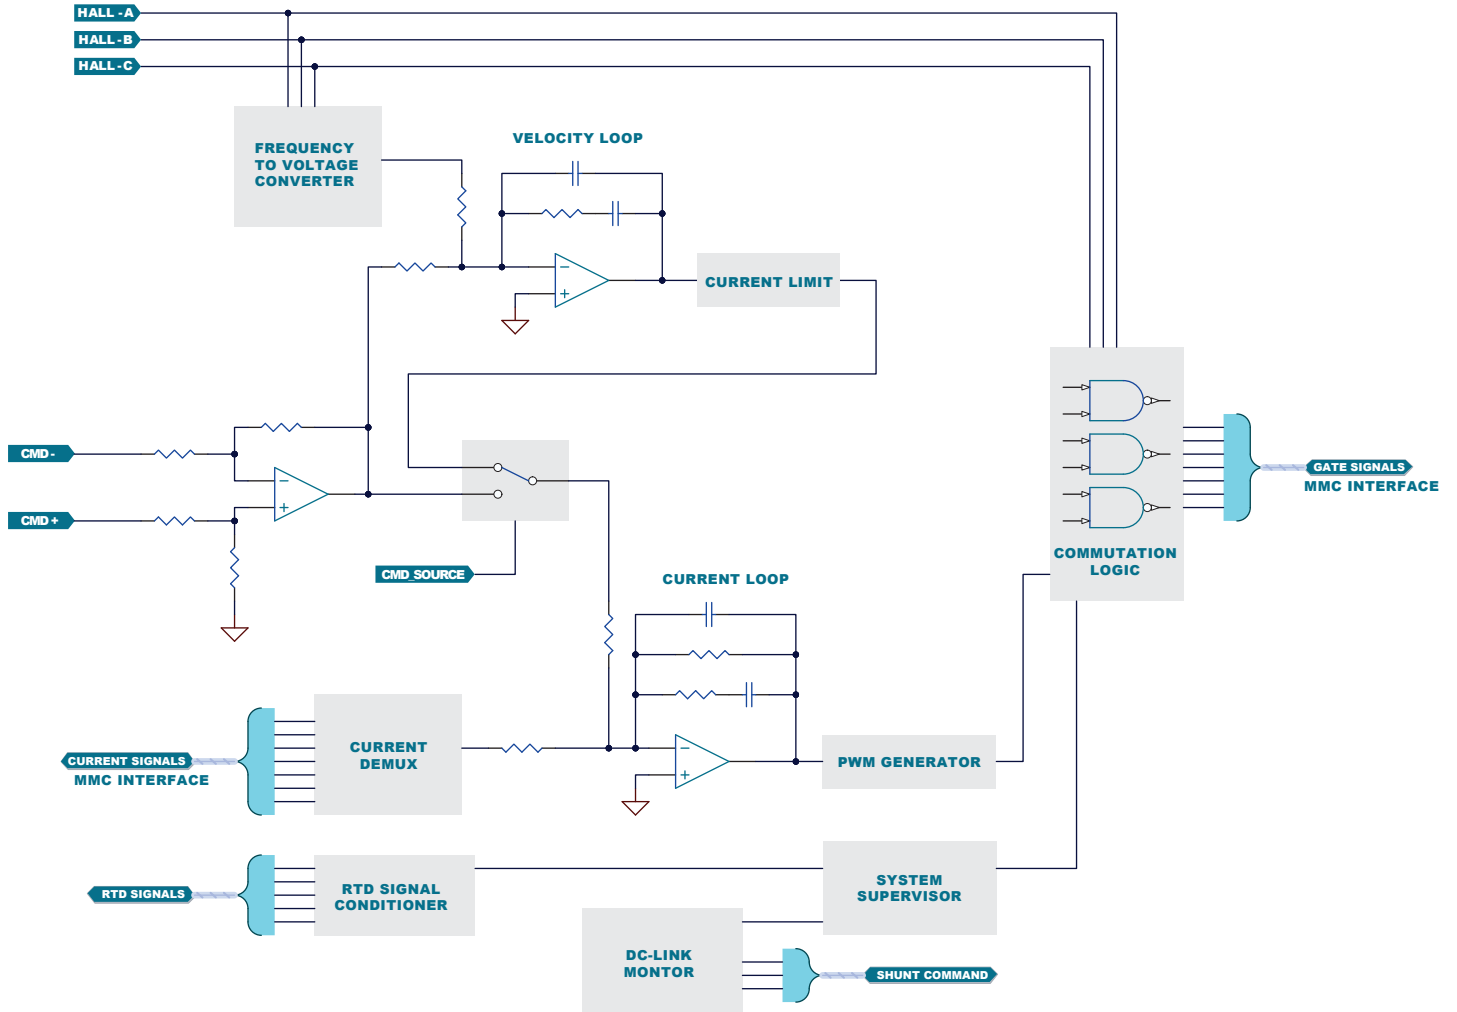 HALL-A
HALL-B
HALL-C
FREQUENCY
TO VOLTAGE
CONVERTER
VELOCITY LOOP
CURRENT LIMIT
CMD-
CMD+
CMD_SOURCE
COMMUTATION
LOGIC
GATE SIGNALS
MMC INTERFACE
CURRENT LOOP
CURRENT SIGNALS
MMC INTERFACE
CURRENT
DEMUX
PWM GENERATOR
RTD SIGNALS
RTD SIGNAL
CONDITIONER
SYSTEM
SUPERVISOR
DC-LINK
MONTOR
SHUNT COMMAND